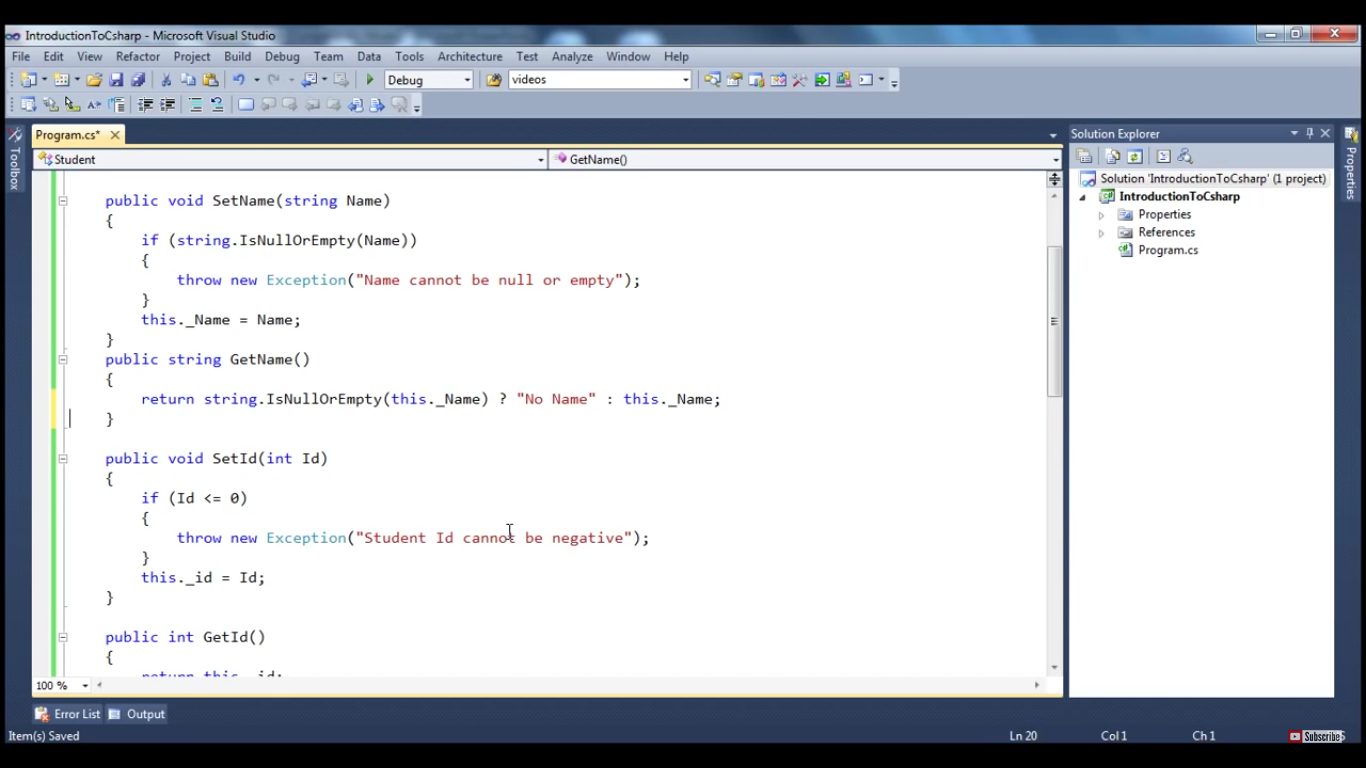 IntroductionToCsharp - Microsoft Visual Studio
File Edit View Refactor Project Build Debug Team Data Tools Architecture Test Analyze Window Help
Debug videos
Program.cs*
Solution Explorer
Student GetName()
Toolbox
Properties
Solution 'IntroductionToCsharp' (1 project)
IntroductionToCsharp
Properties
References
Program.cs
public void SetName(string Name)
{
if (string.IsNullOrEmpty(Name))
{
throw new Exception("Name cannot be null or empty");
}
this._Name = Name;
}
public string GetName()
{
return string.IsNullOrEmpty(this._Name) ? "No Name" : this._Name;
}
public void SetId(int Id)
{
if (Id <= 0)
{
throw new Exception("Student Id cannot be negative");
}
this._id = Id;
}
public int GetId()
{
return this._id;
100 %
Error List Output
Item(s) Saved Ln 20 Col 1 Ch 1 Subscribe